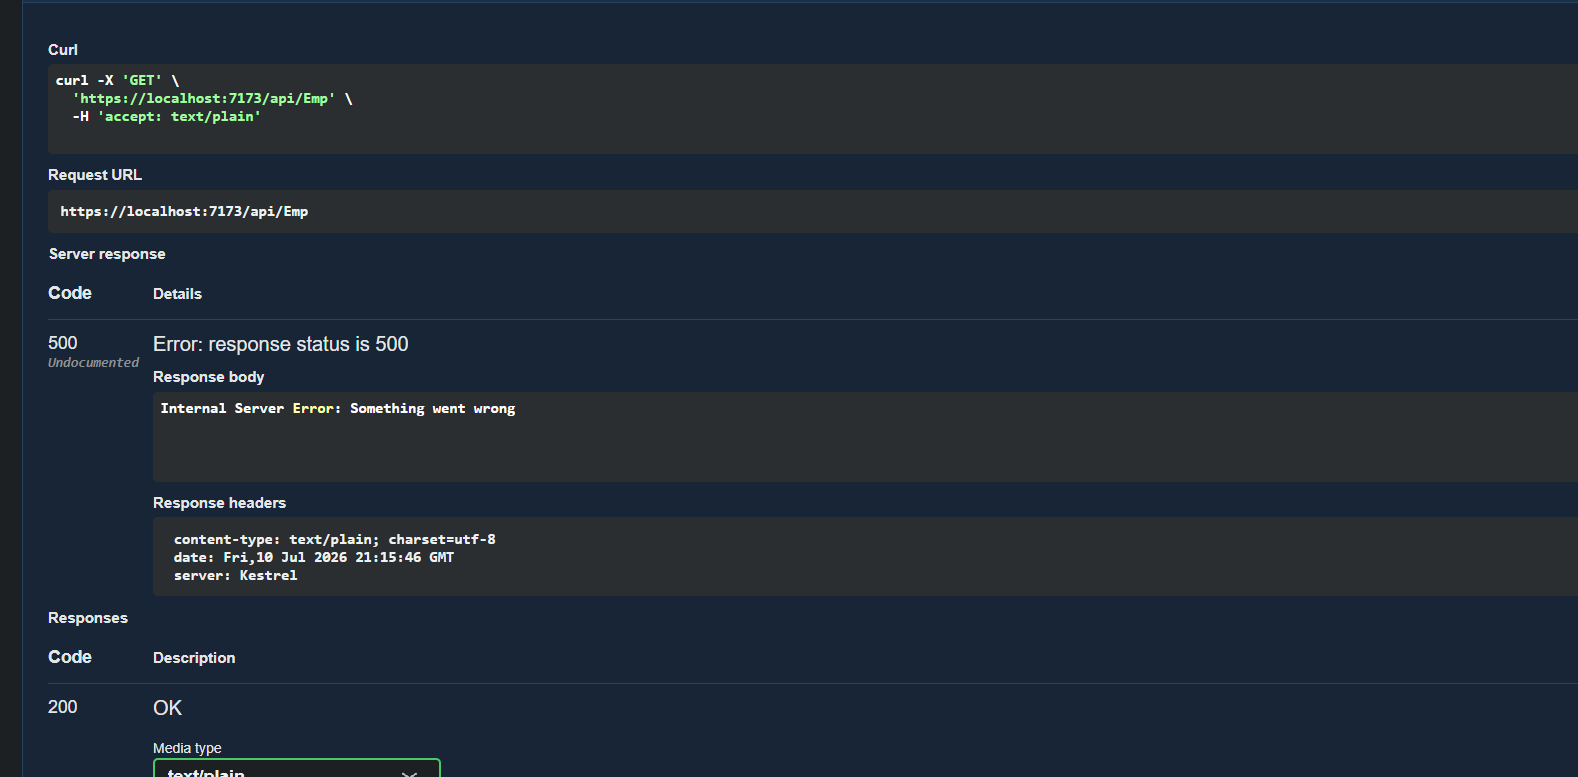 Curl
curl -X 'GET' \
'https://localhost:7173/api/Emp' \
-H 'accept: text/plain'
Request URL
https://localhost:7173/api/Emp
Server response
Code Details
500 Error: response status is 500
Undocumented
Response body
Internal Server Error: Something went wrong
Response headers
content-type: text/plain; charset=utf-8
date: Fri,10 Jul 2026 21:15:46 GMT
server: Kestrel
Responses
Code Description
200 OK
Media type
text/plain